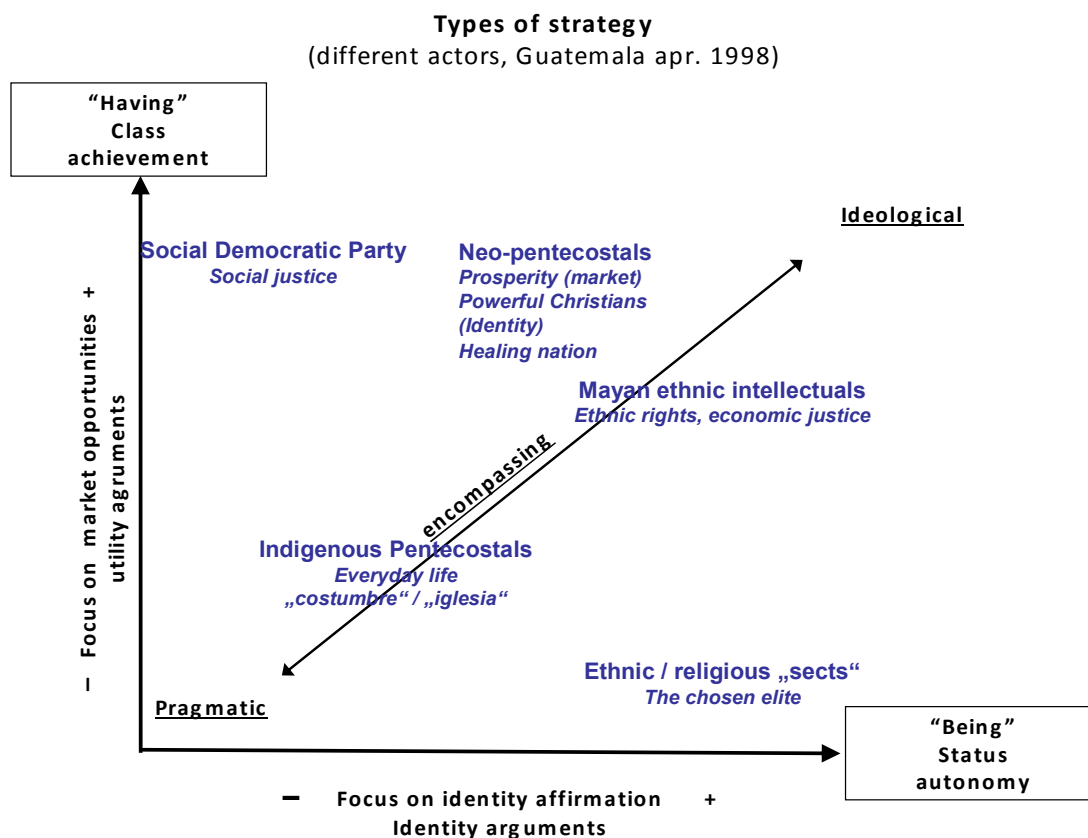 Types of strategy
(different actors, Guatemala apr. 1998)
“Having”
Class
achievement
Ideological
Social Democratic Party
Social justice
Neo-pentecostals
Prosperity (market)
Powerful Christians
(Identity)
Healing nation
Mayan ethnic intellectuals
Ethnic rights, economic justice
encompassing
– Focus on market opportunities +
utility agruments
Indigenous Pentecostals
Everyday life
„costumbre“ / „iglesia“
Ethnic / religious „sects“
The chosen elite
Pragmatic
“Being”
Status
autonomy
– Focus on identity affirmation +
Identity arguments